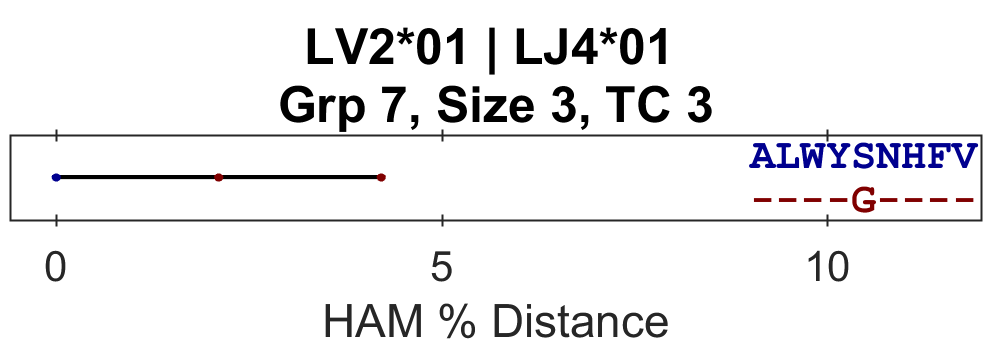 LV2*01 | LJ4*01
Grp 7, Size 3, TC 3
ALWYSNHFV
----G----
0 5 10
HAM % Distance